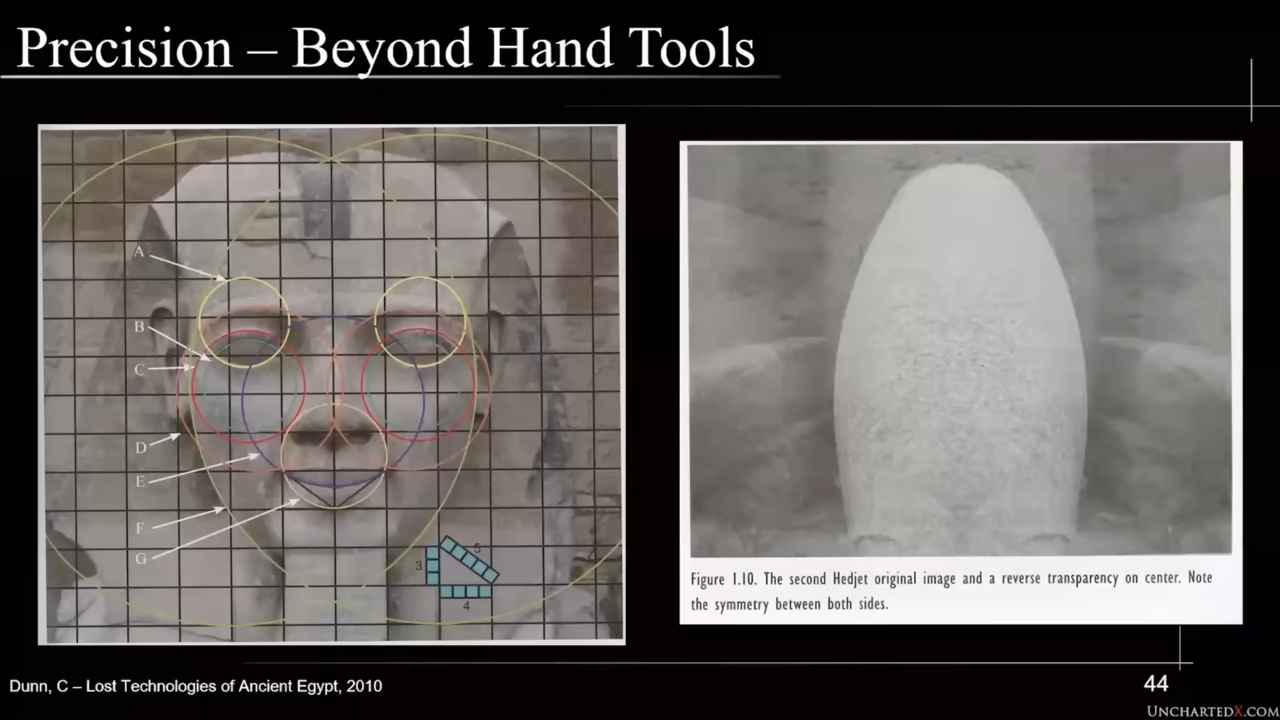 Precision – Beyond Hand Tools
A
B
C
D
E
F
G
5
3
4
Figure 1.10. The second Hedjet original image and a reverse transparency on center. Note
the symmetry between both sides.
Dunn, C – Lost Technologies of Ancient Egypt, 2010
44
UNCHARTEDX.COM